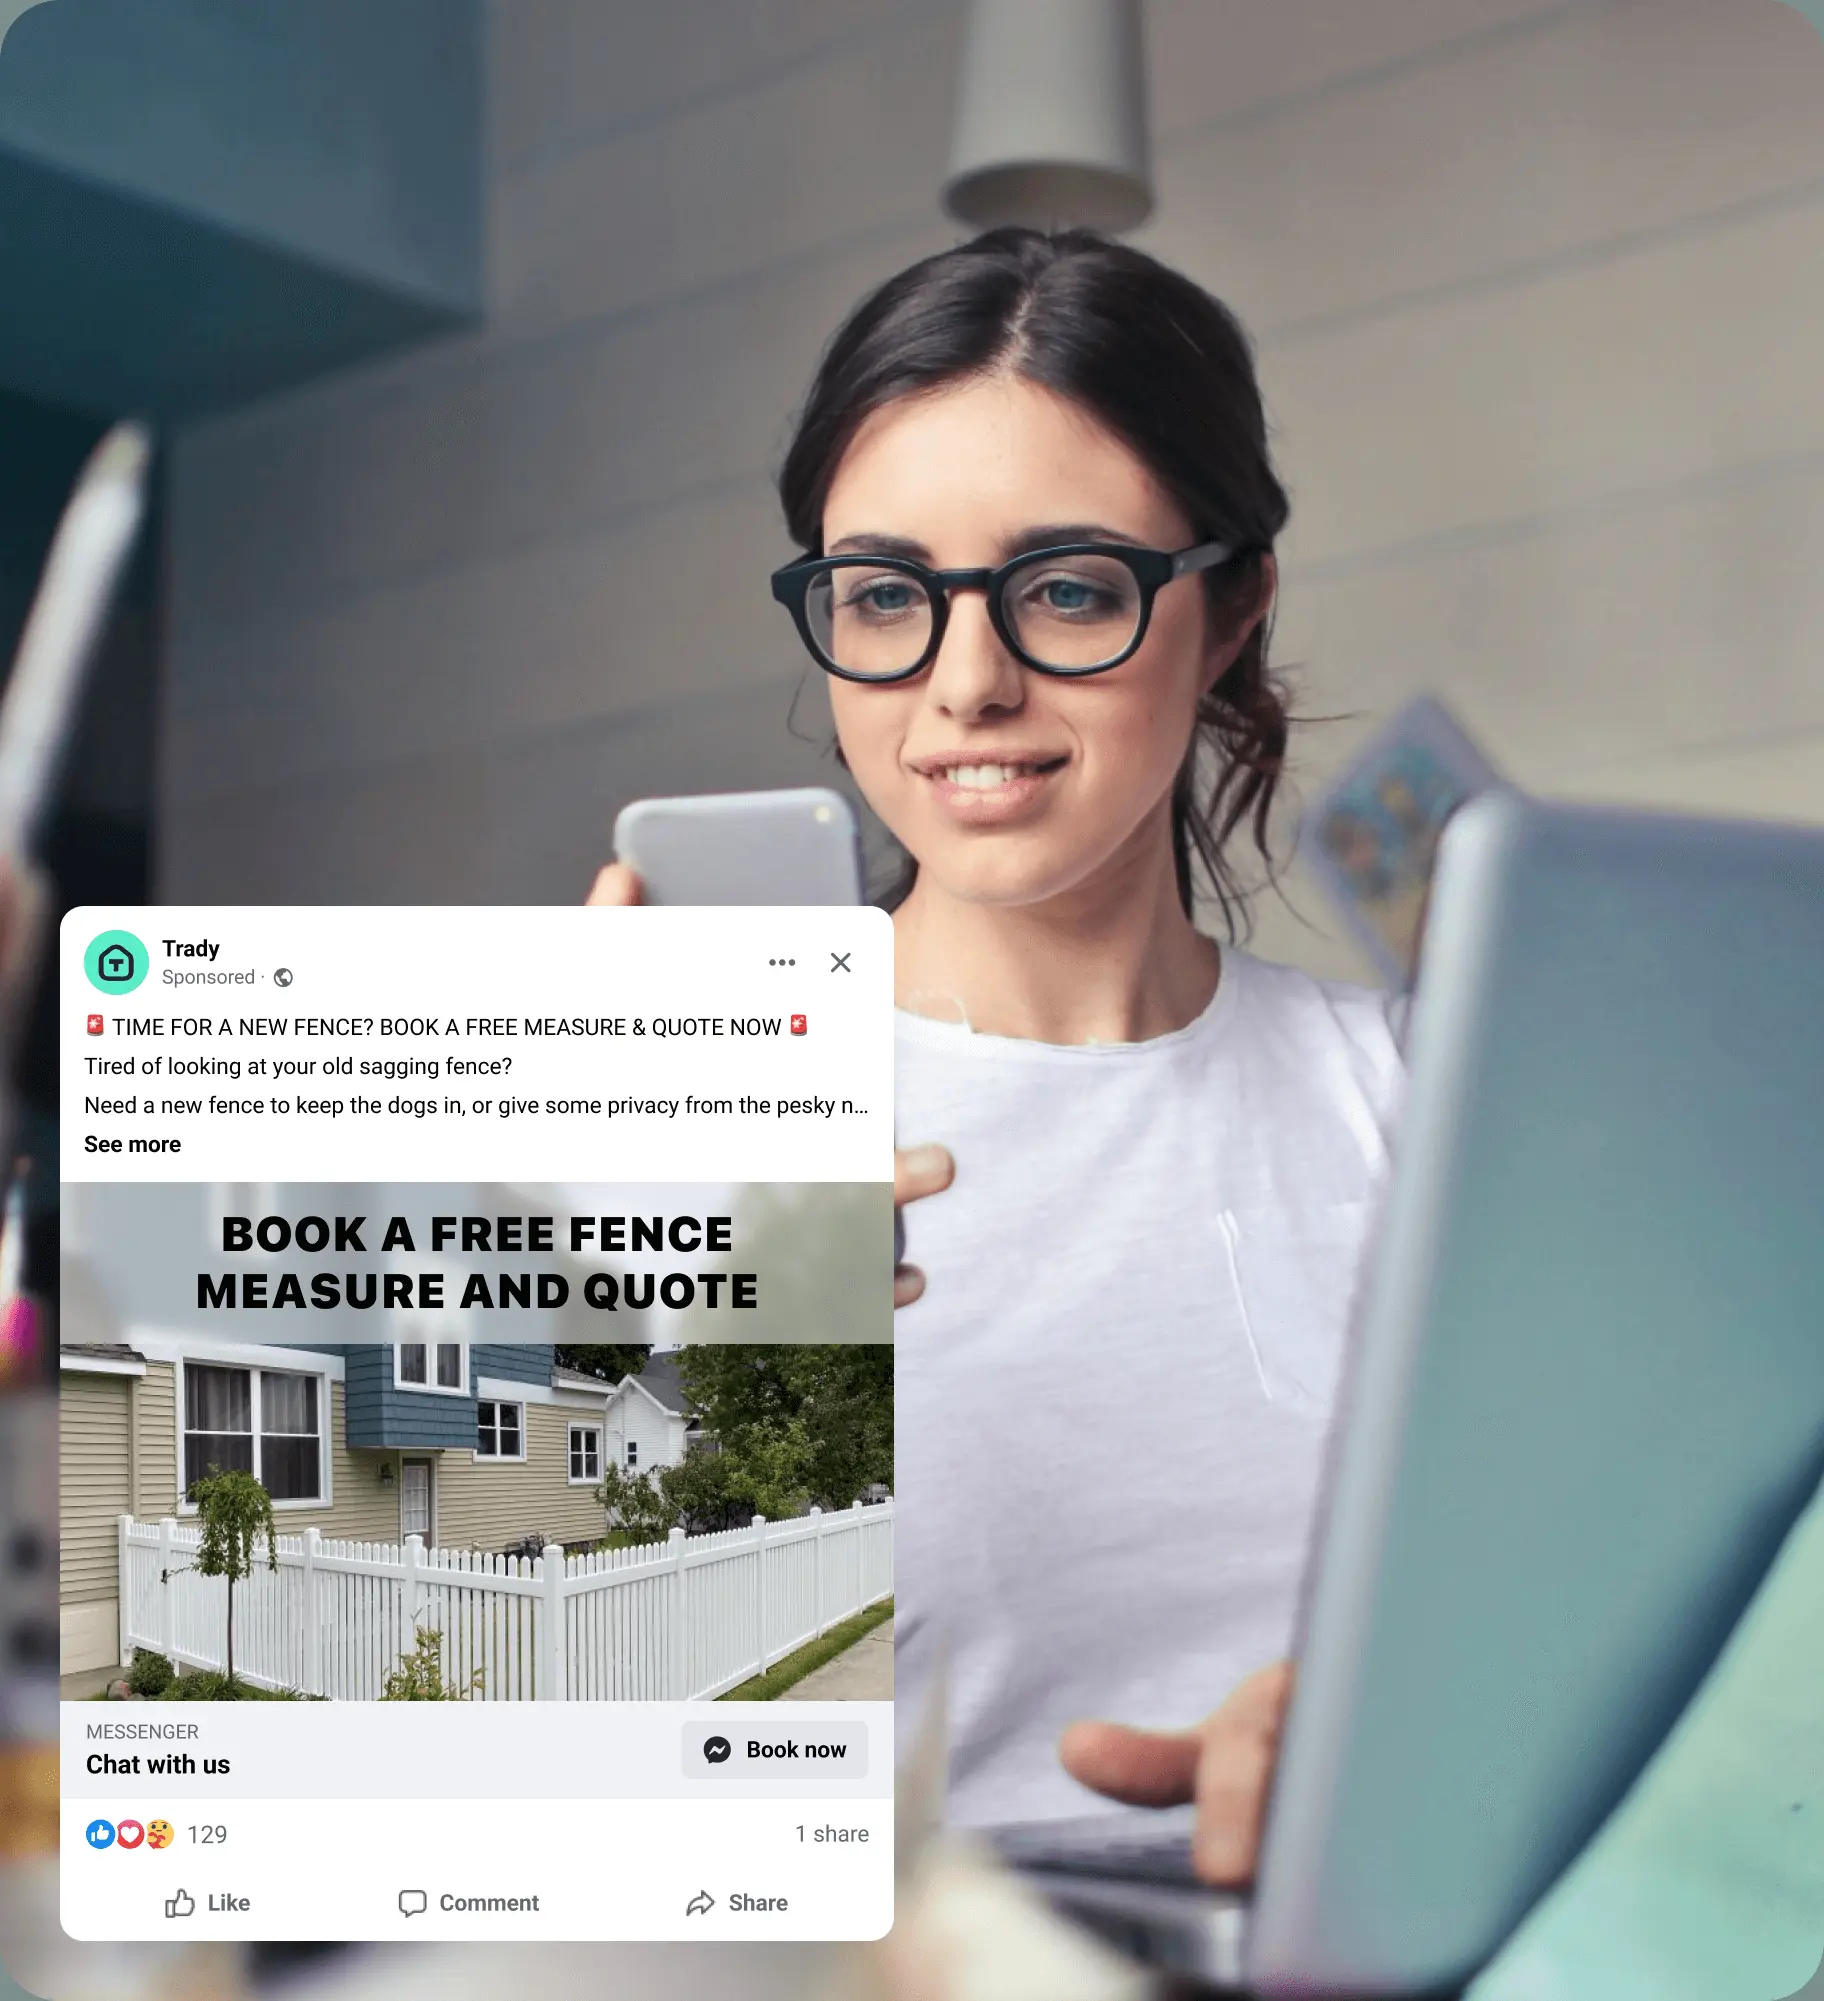 Trady
Sponsored ·
🚨 TIME FOR A NEW FENCE? BOOK A FREE MEASURE & QUOTE NOW 🚨
Tired of looking at your old sagging fence?
Need a new fence to keep the dogs in, or give some privacy from the pesky n...
See more
BOOK A FREE FENCE
MEASURE AND QUOTE
MESSENGER
Chat with us
Book now
129
1 share
Like
Comment
Share